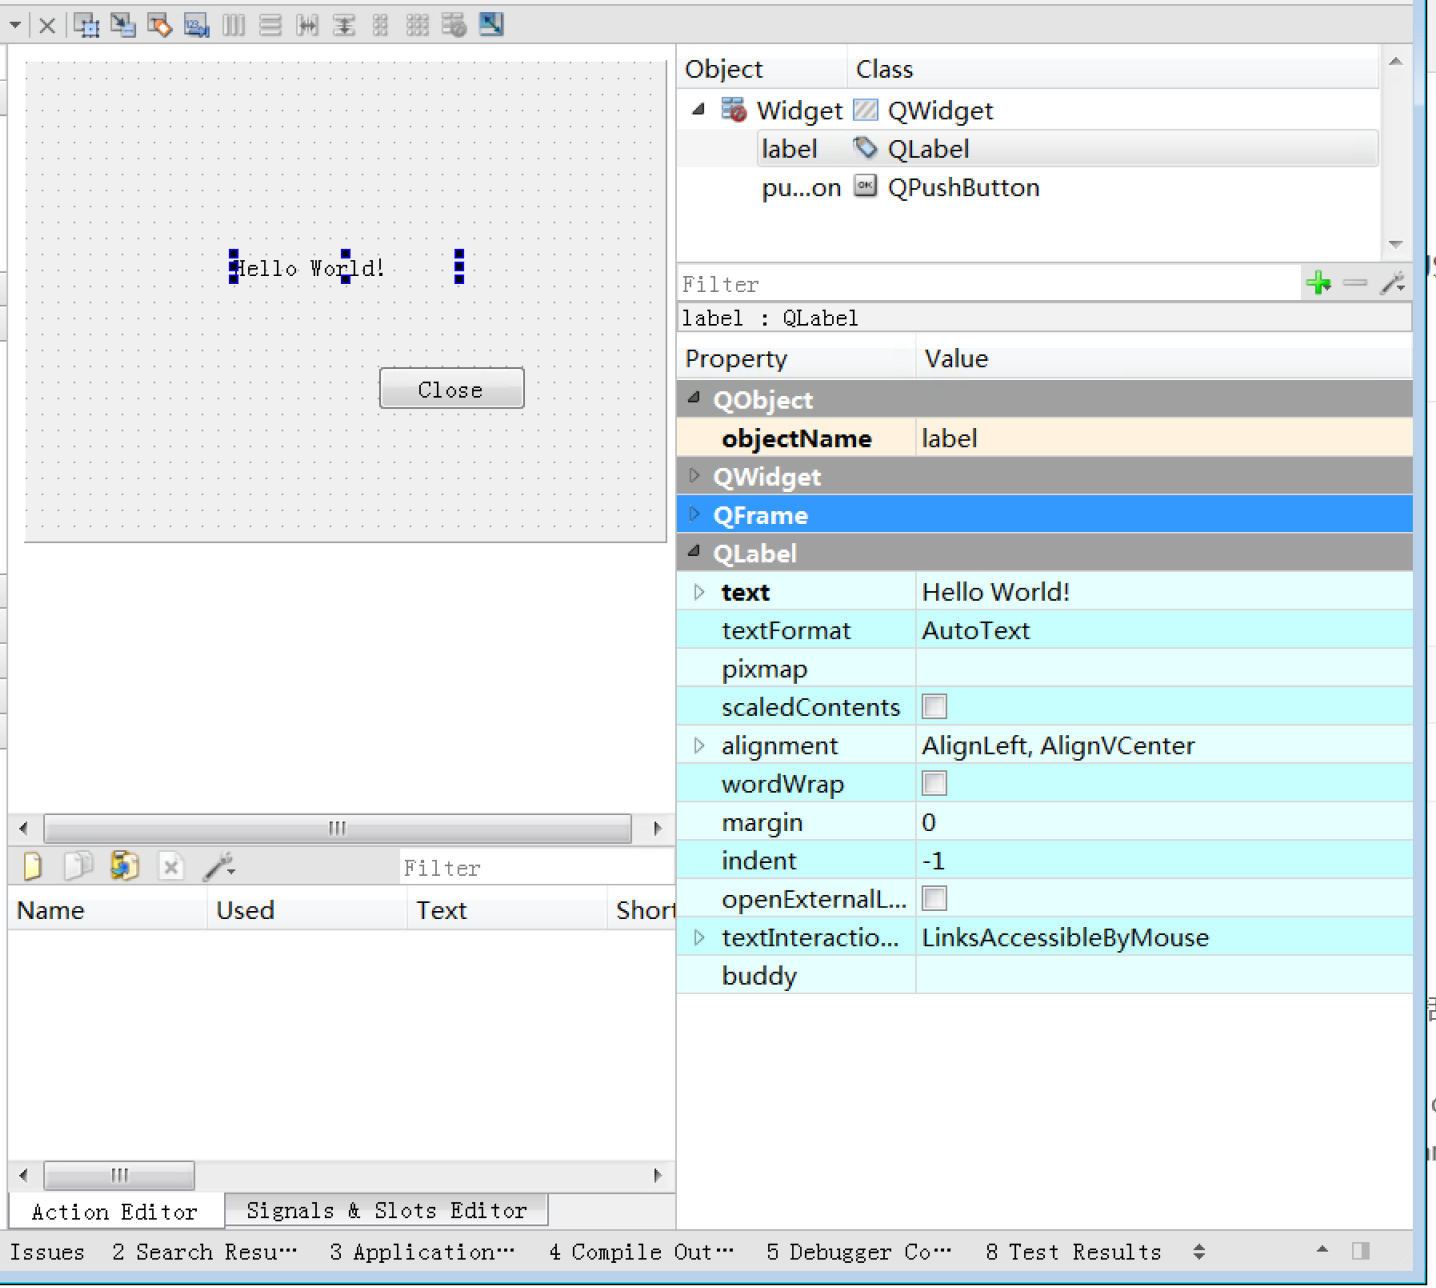 Object Class
Widget QWidget
label QLabel
pu...on QPushButton
Hello World!
Close
Filter
label : QLabel
Property Value
QObject
objectName label
QWidget
QFrame
QLabel
text Hello World!
textFormat AutoText
pixmap
scaledContents
alignment AlignLeft, AlignVCenter
wordWrap
margin 0
indent -1
openExternalL...
textInteractio... LinksAccessibleByMouse
buddy
Filter
Name Used Text Short
Action Editor Signals & Slots Editor
Issues 2 Search Resu… 3 Application… 4 Compile Out… 5 Debugger Co… 8 Test Results